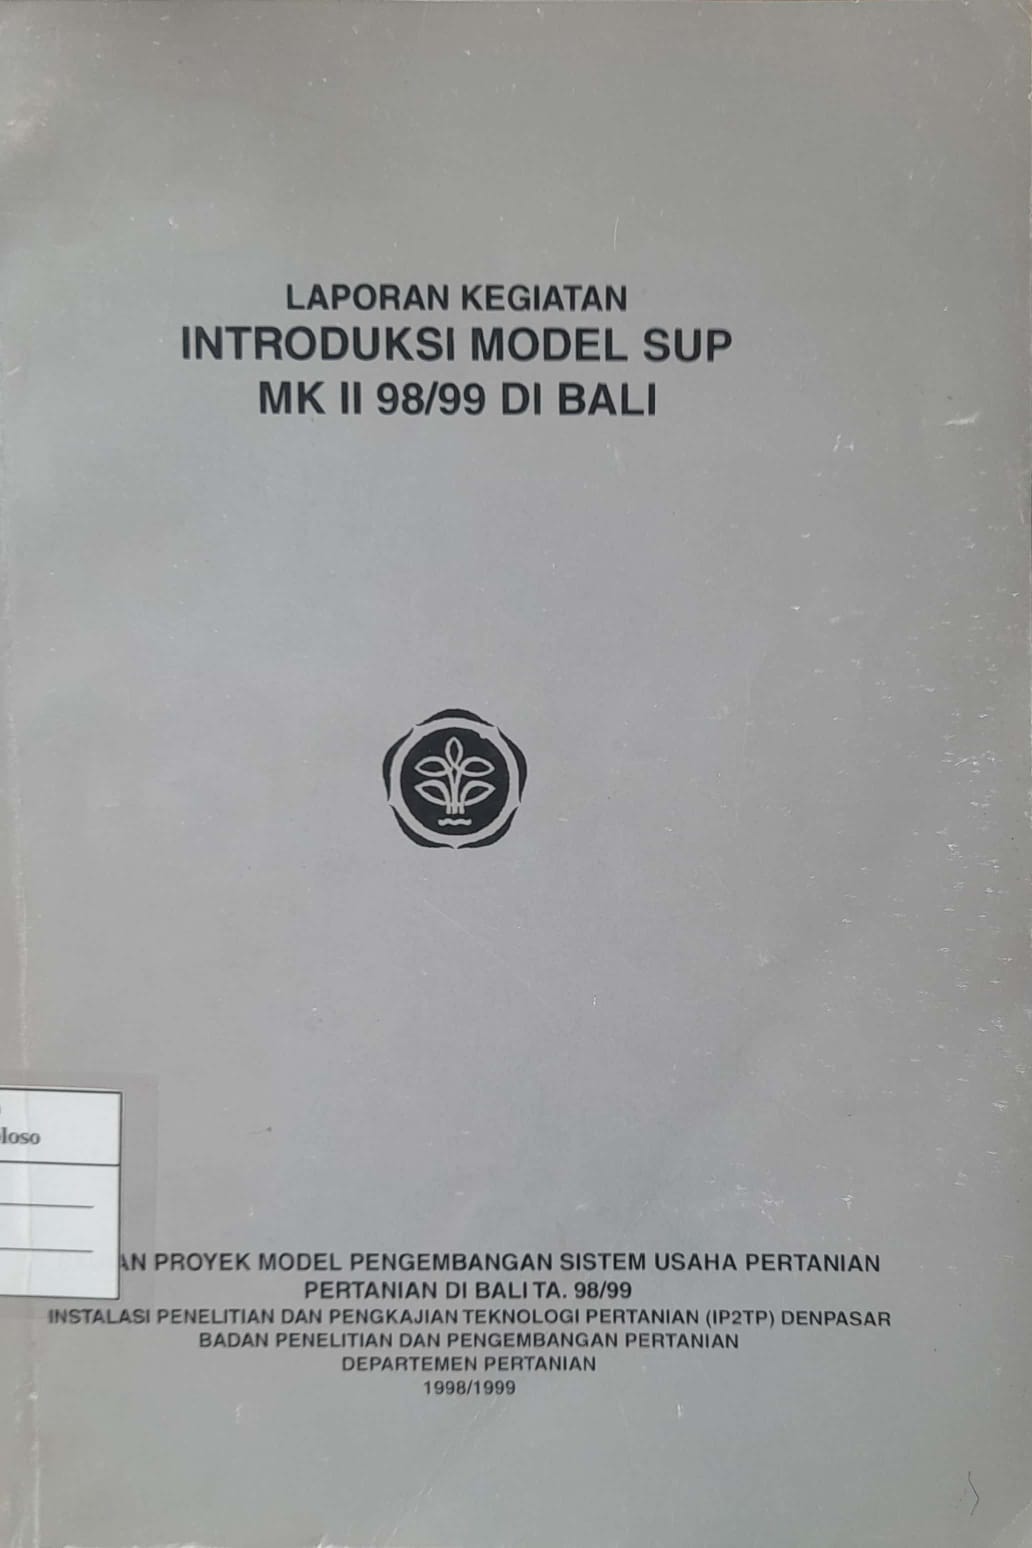 LAPORAN KEGIATAN
INTRODUKSI MODEL SUP
MK II 98/99 DI BALI
loso
AN PROYEK MODEL PENGEMBANGAN SISTEM USAHA PERTANIAN
PERTANIAN DI BALI TA. 98/99
INSTALASI PENELITIAN DAN PENGKAJIAN TEKNOLOGI PERTANIAN (IP2TP) DENPASAR
BADAN PENELITIAN DAN PENGEMBANGAN PERTANIAN
DEPARTEMEN PERTANIAN
1998/1999